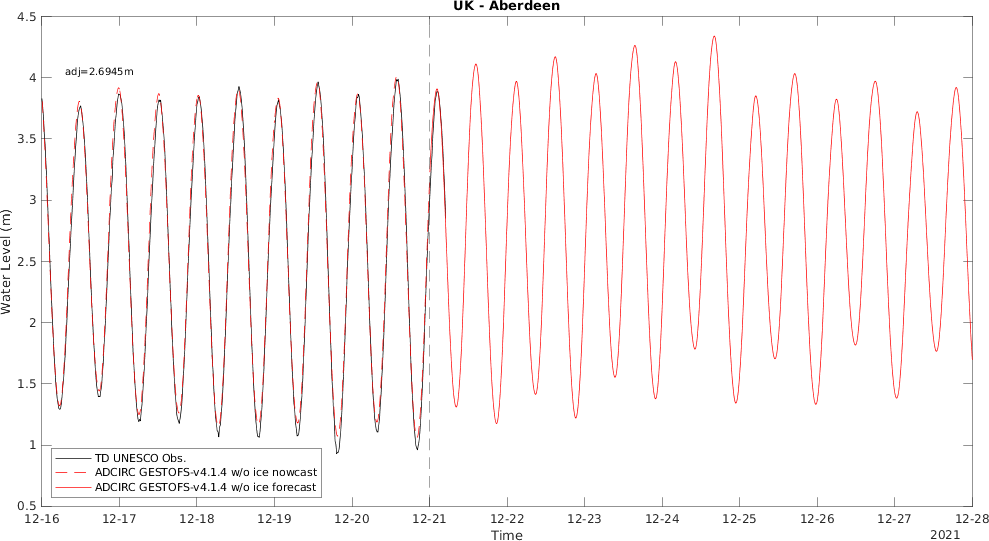 UK - Aberdeen
4.5
4
3.5
3
2.5
2
1.5
1
0.5
Water Level (m)
adj=2.6945m
TD UNESCO Obs.
ADCIRC GESTOFS-v4.1.4 w/o ice nowcast
ADCIRC GESTOFS-v4.1.4 w/o ice forecast
12-16 12-17 12-18 12-19 12-20 12-21 12-22 12-23 12-24 12-25 12-26 12-27 12-28
Time
2021